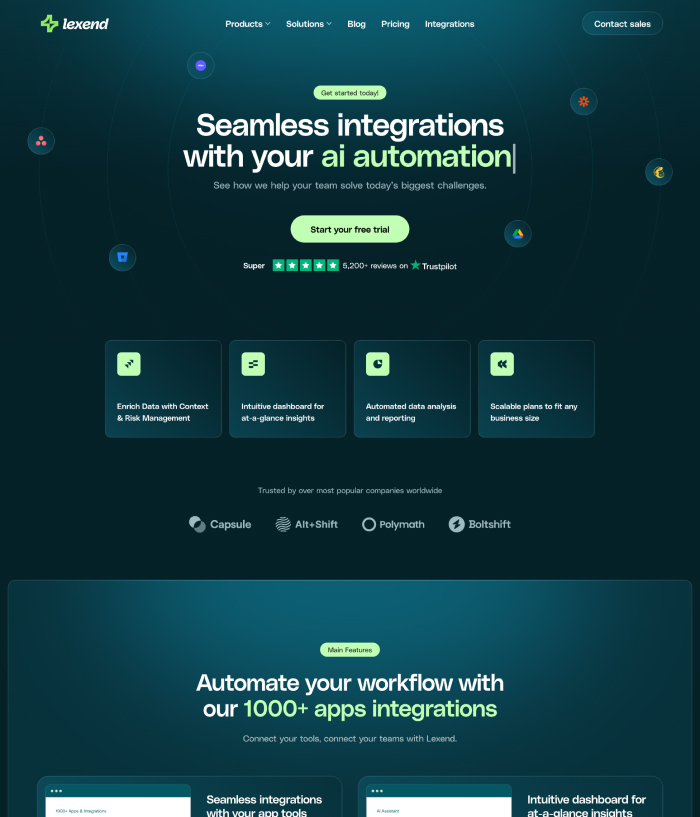 lexend
Products Solutions Blog Pricing Integrations
Contact sales
Get started today!
Seamless integrations
with your ai automation
See how we help your team solve today's biggest challenges.
Start your free trial
Super 5,200+ reviews on Trustpilot
Enrich Data with Context
& Risk Management
Intuitive dashboard for
at-a-glance insights
Automated data analysis
and reporting
Scalable plans to fit any
business size
Trusted by over most popular companies worldwide
Capsule Alt+Shift Polymath Boltshift
Main Features
Automate your workflow with
our 1000+ apps integrations
Connect your tools, connect your teams with Lexend.
1000+ Apps & Integrations
Seamless integrations
with your app tools
AI Assistant
Intuitive dashboard for
at-a-glance insights